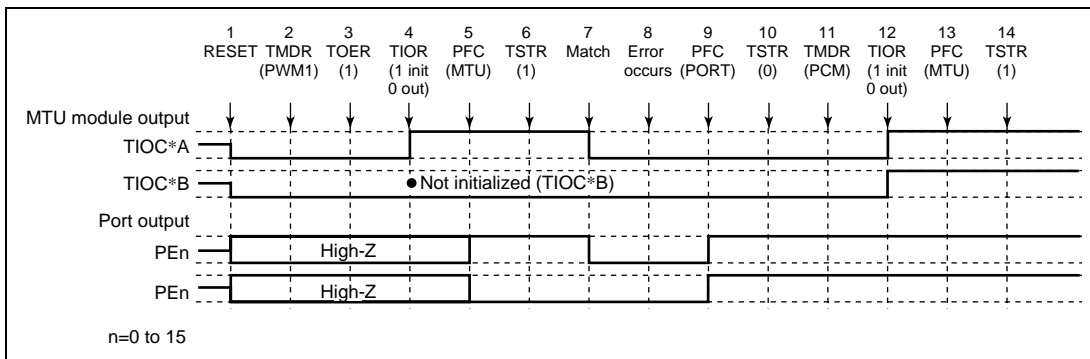 1 2 3 4 5 6 7 8 9 10 11 12 13 14
RESET TMDR TOER TIOR PFC TSTR Match Error PFC TSTR TMDR TIOR PFC TSTR
(PWM1) (1) (1 init (MTU) (1) occurs (PORT) (0) (PCM) (1 init (MTU) (1)
0 out) 0 out)
MTU module output
TIOC*A
TIOC*B
● Not initialized (TIOC*B)
Port output
PEn
High-Z
PEn
High-Z
n=0 to 15